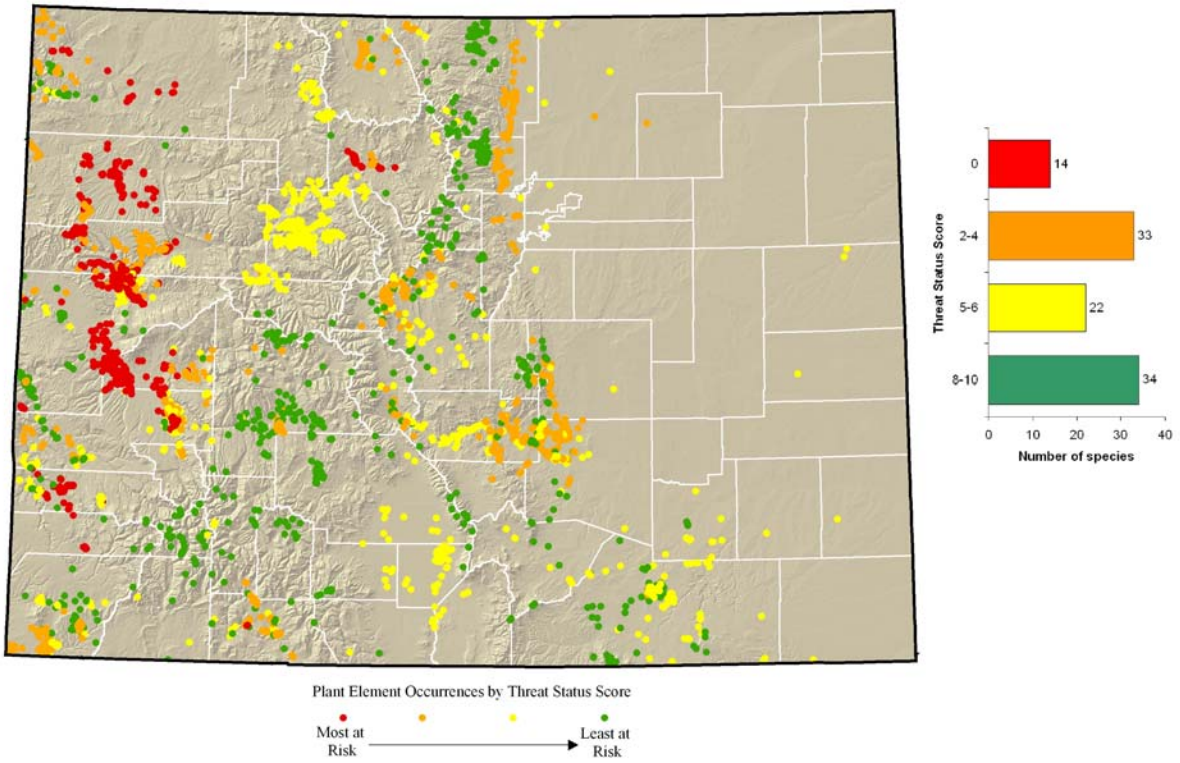 0
14
2-4
33
Threat Status Score
5-6
22
8-10
34
0 10 20 30 40
Number of species
Plant Element Occurrences by Threat Status Score
Most at Risk
Least at Risk